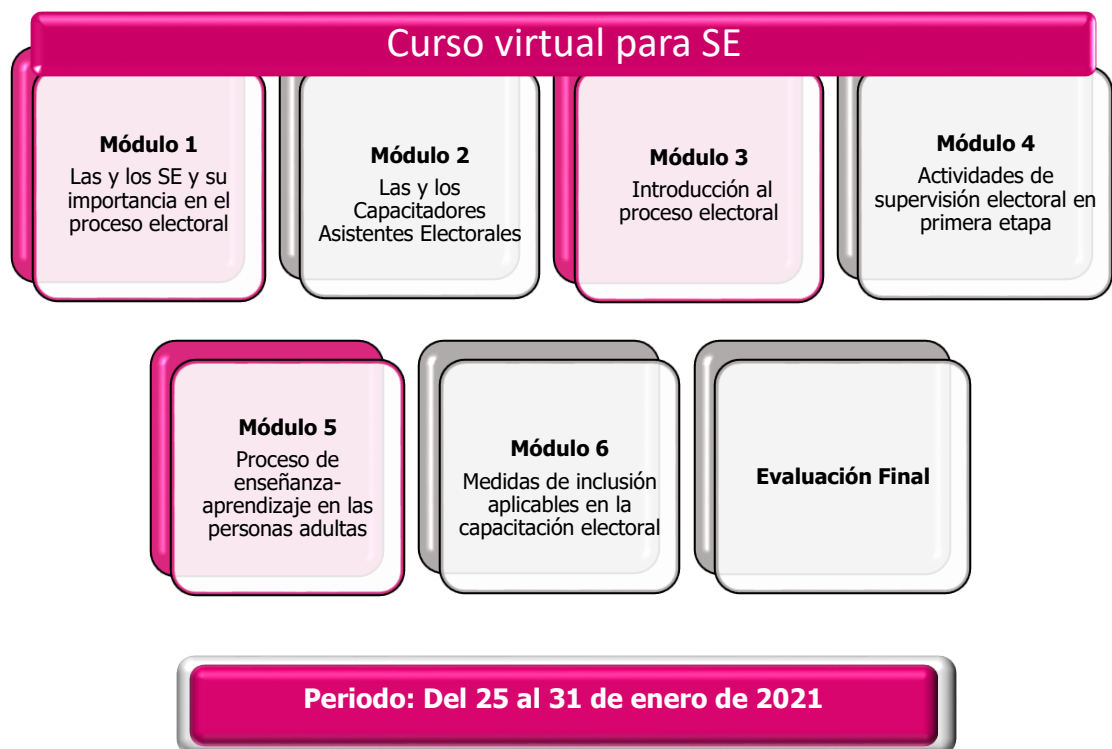 Curso virtual para SE
Módulo 1
Las y los SE y su
importancia en el
proceso electoral
Módulo 2
Las y los
Capacitadores
Asistentes Electorales
Módulo 3
Introducción al
proceso electoral
Módulo 4
Actividades de
supervisión electoral en
primera etapa
Módulo 5
Proceso de
enseñanza-
aprendizaje en las
personas adultas
Módulo 6
Medidas de inclusión
aplicables en la
capacitación electoral
Evaluación Final
Periodo: Del 25 al 31 de enero de 2021